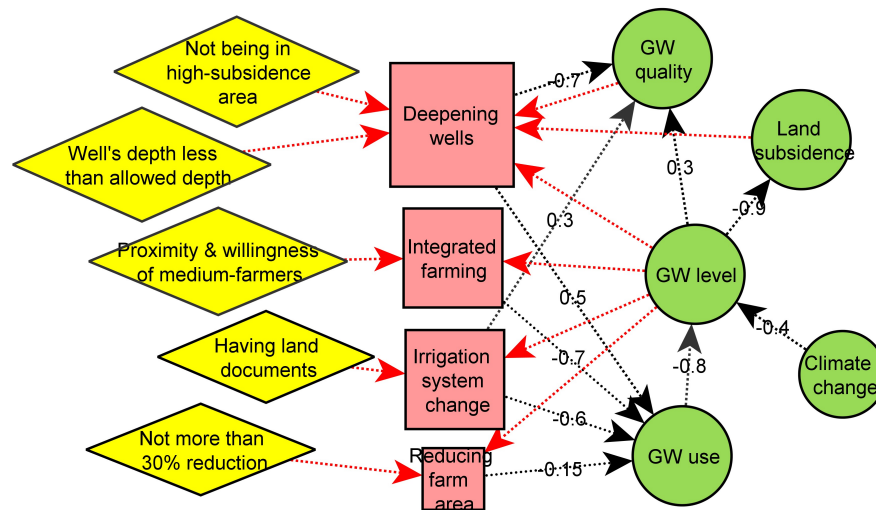 Not being in
high-subsidence
area
Well's depth less
than allowed depth
Proximity & willingness
of medium-farmers
Having land
documents
Not more than
30% reduction
Deepening
wells
Integrated
farming
Irrigation
system
change
Reducing
farm
area
GW
quality
Land
subsidence
GW level
Climate
change
GW use
-0.7
0.3
-0.9
0.3
0.5
-0.4
-0.7
-0.8
-0.6
-0.15